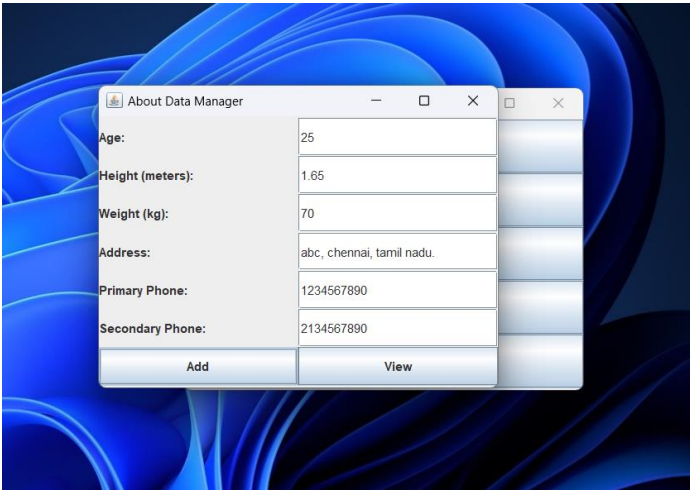 About Data Manager
Age: 25
Height (meters): 1.65
Weight (kg): 70
Address: abc, chennai, tamil nadu.
Primary Phone: 1234567890
Secondary Phone: 2134567890
Add View